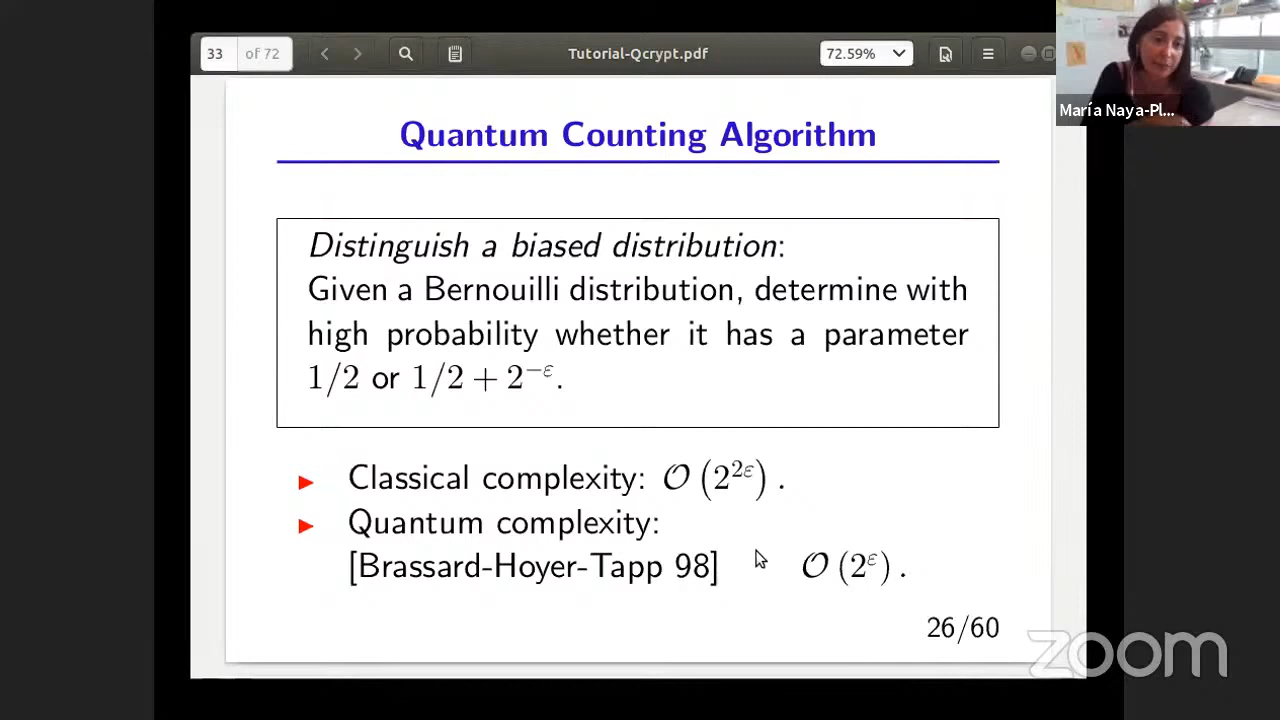 33 of 72
Tutorial-Qcrypt.pdf
72.59%
María Naya-Pl...
Quantum Counting Algorithm
Distinguish a biased distribution:
Given a Bernouilli distribution, determine with
high probability whether it has a parameter
1/2 or 1/2 + 2^{-ε}.
► Classical complexity: 𝒪(2^{2ε}).
► Quantum complexity:
[Brassard-Hoyer-Tapp 98] 𝒪(2^{ε}).
26/60
zoom